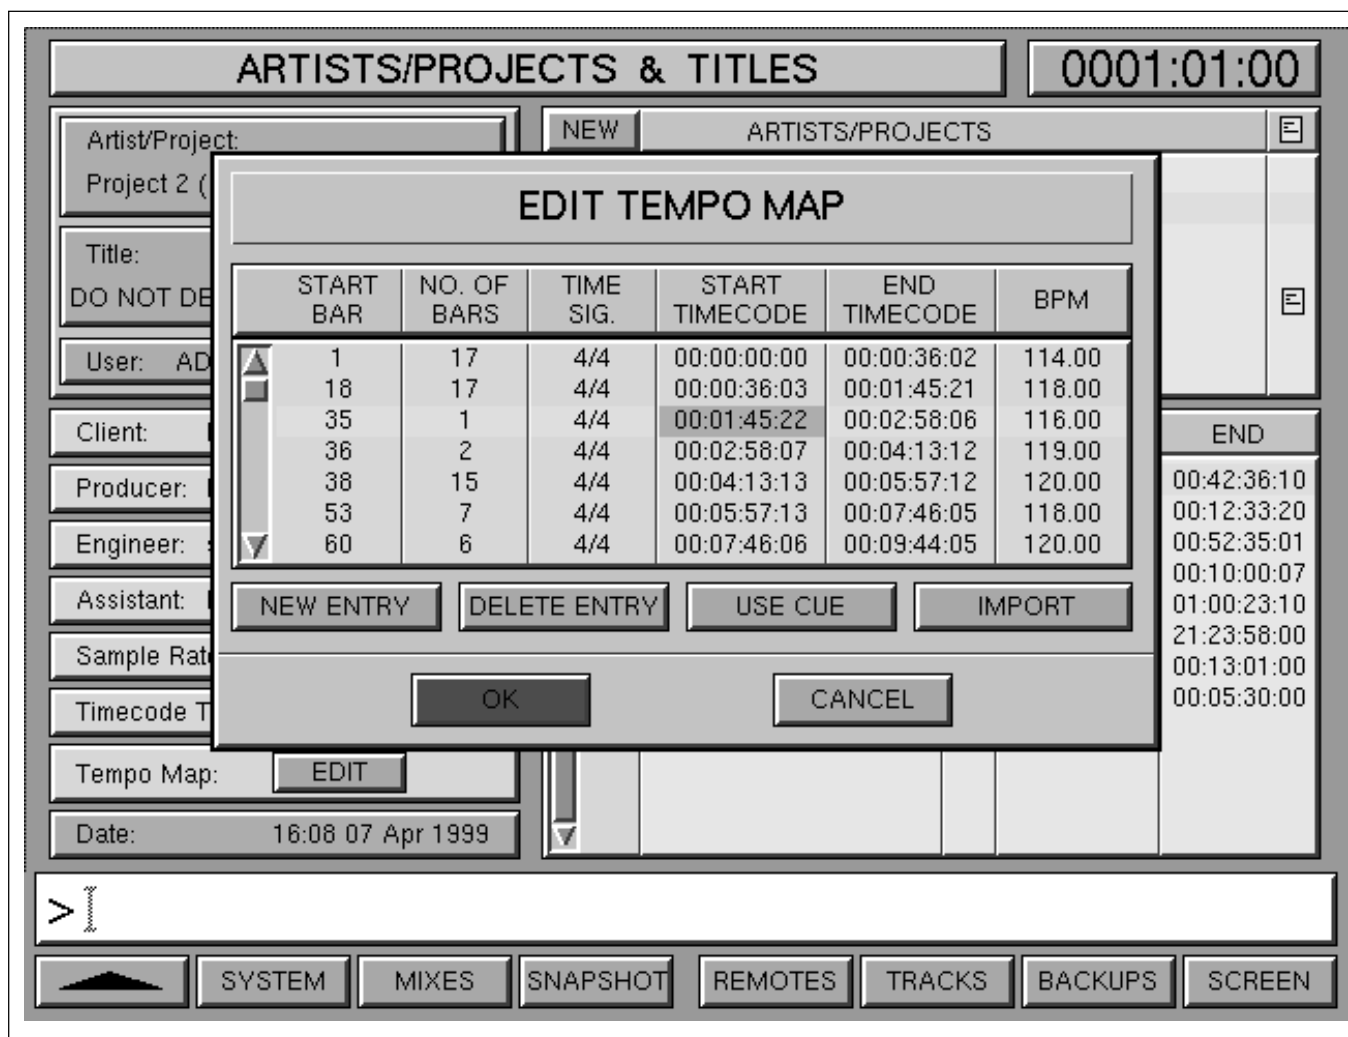 ARTISTS/PROJECTS & TITLES
0001:01:00
Artist/Project:
Project 2 (
NEW
ARTISTS/PROJECTS
Title:
DO NOT DE
User: AD
EDIT TEMPO MAP
START BAR NO. OF BARS TIME SIG. START TIMECODE END TIMECODE BPM
1 17 4/4 00:00:00:00 00:00:36:02 114.00
18 17 4/4 00:00:36:03 00:01:45:21 118.00
35 1 4/4 00:01:45:22 00:02:58:06 116.00
36 2 4/4 00:02:58:07 00:04:13:12 119.00
38 15 4/4 00:04:13:13 00:05:57:12 120.00
53 7 4/4 00:05:57:13 00:07:46:05 118.00
60 6 4/4 00:07:46:06 00:09:44:05 120.00
NEW ENTRY DELETE ENTRY USE CUE IMPORT
OK CANCEL
Client:
Producer:
Engineer:
Assistant:
Sample Rat
Timecode T
Tempo Map: EDIT
Date: 16:08 07 Apr 1999
END
00:42:36:10
00:12:33:20
00:52:35:01
00:10:00:07
01:00:23:10
21:23:58:00
00:13:01:00
00:05:30:00
>
SYSTEM MIXES SNAPSHOT REMOTES TRACKS BACKUPS SCREEN